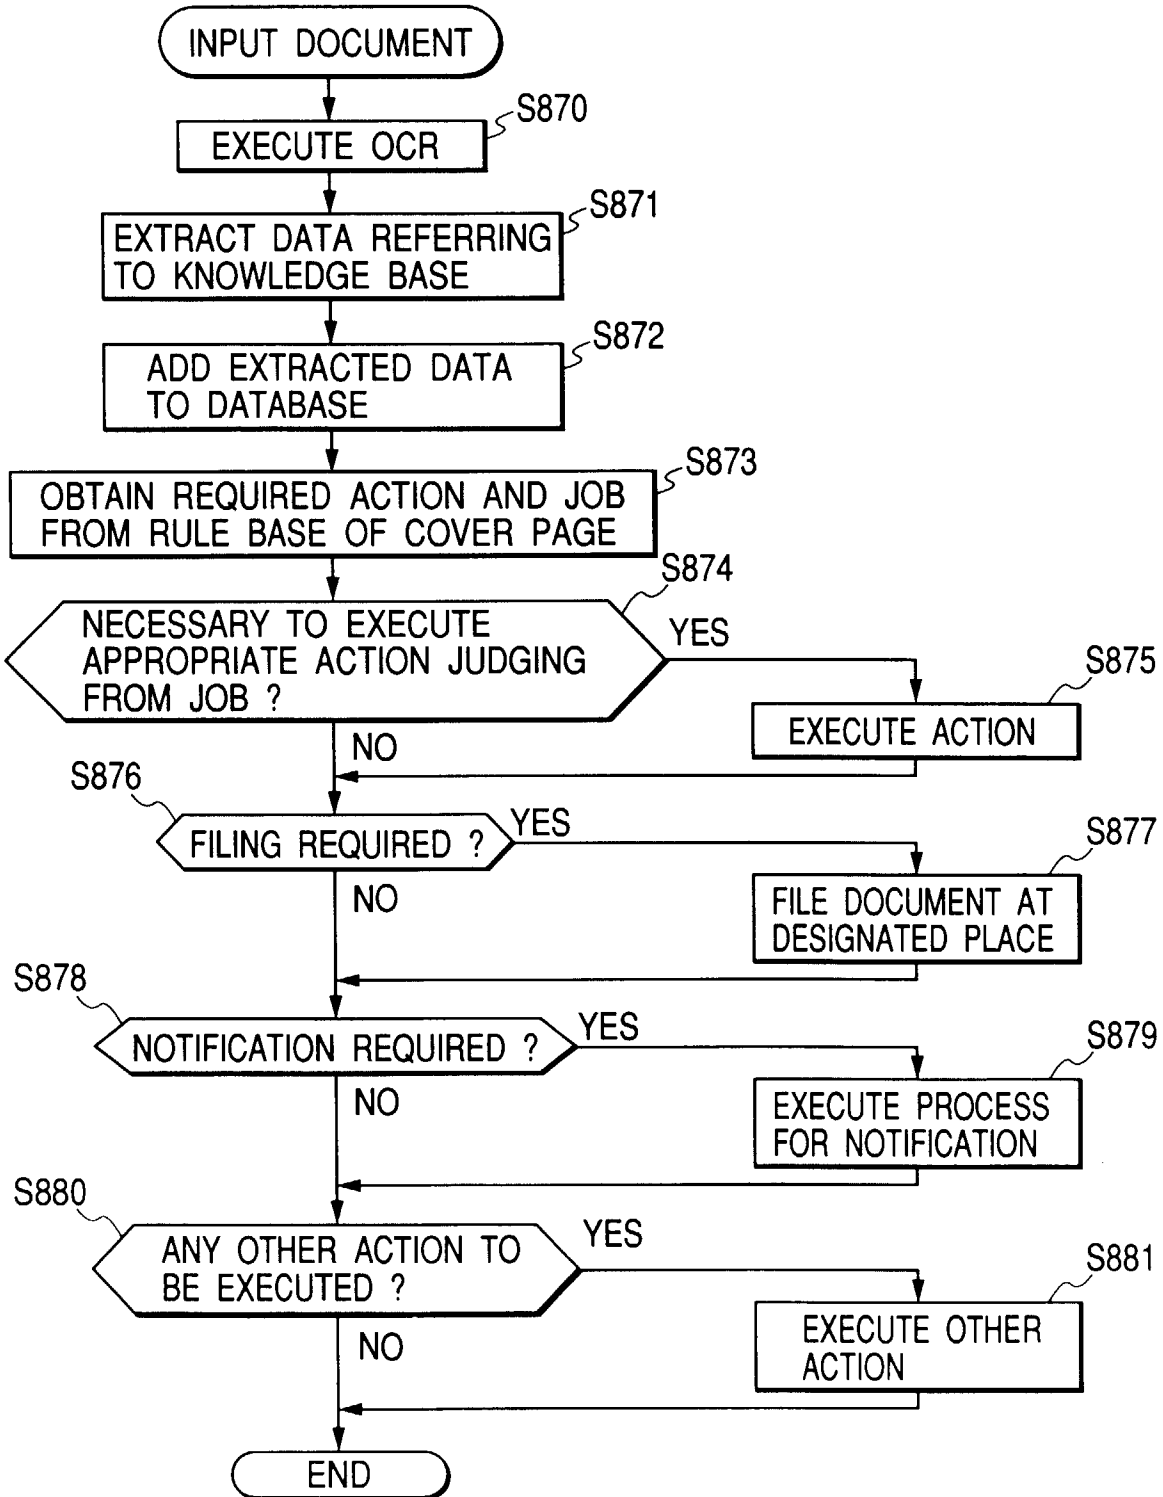 INPUT DOCUMENT
S870
EXECUTE OCR
S871
EXTRACT DATA REFERRING
TO KNOWLEDGE BASE
S872
ADD EXTRACTED DATA
TO DATABASE
S873
OBTAIN REQUIRED ACTION AND JOB
FROM RULE BASE OF COVER PAGE
S874
NECESSARY TO EXECUTE
APPROPRIATE ACTION JUDGING
FROM JOB ?
YES
S875
EXECUTE ACTION
NO
S876
FILING REQUIRED ?
YES
S877
FILE DOCUMENT AT
DESIGNATED PLACE
NO
S878
NOTIFICATION REQUIRED ?
YES
S879
EXECUTE PROCESS
FOR NOTIFICATION
NO
S880
ANY OTHER ACTION TO
BE EXECUTED ?
YES
S881
EXECUTE OTHER
ACTION
NO
END